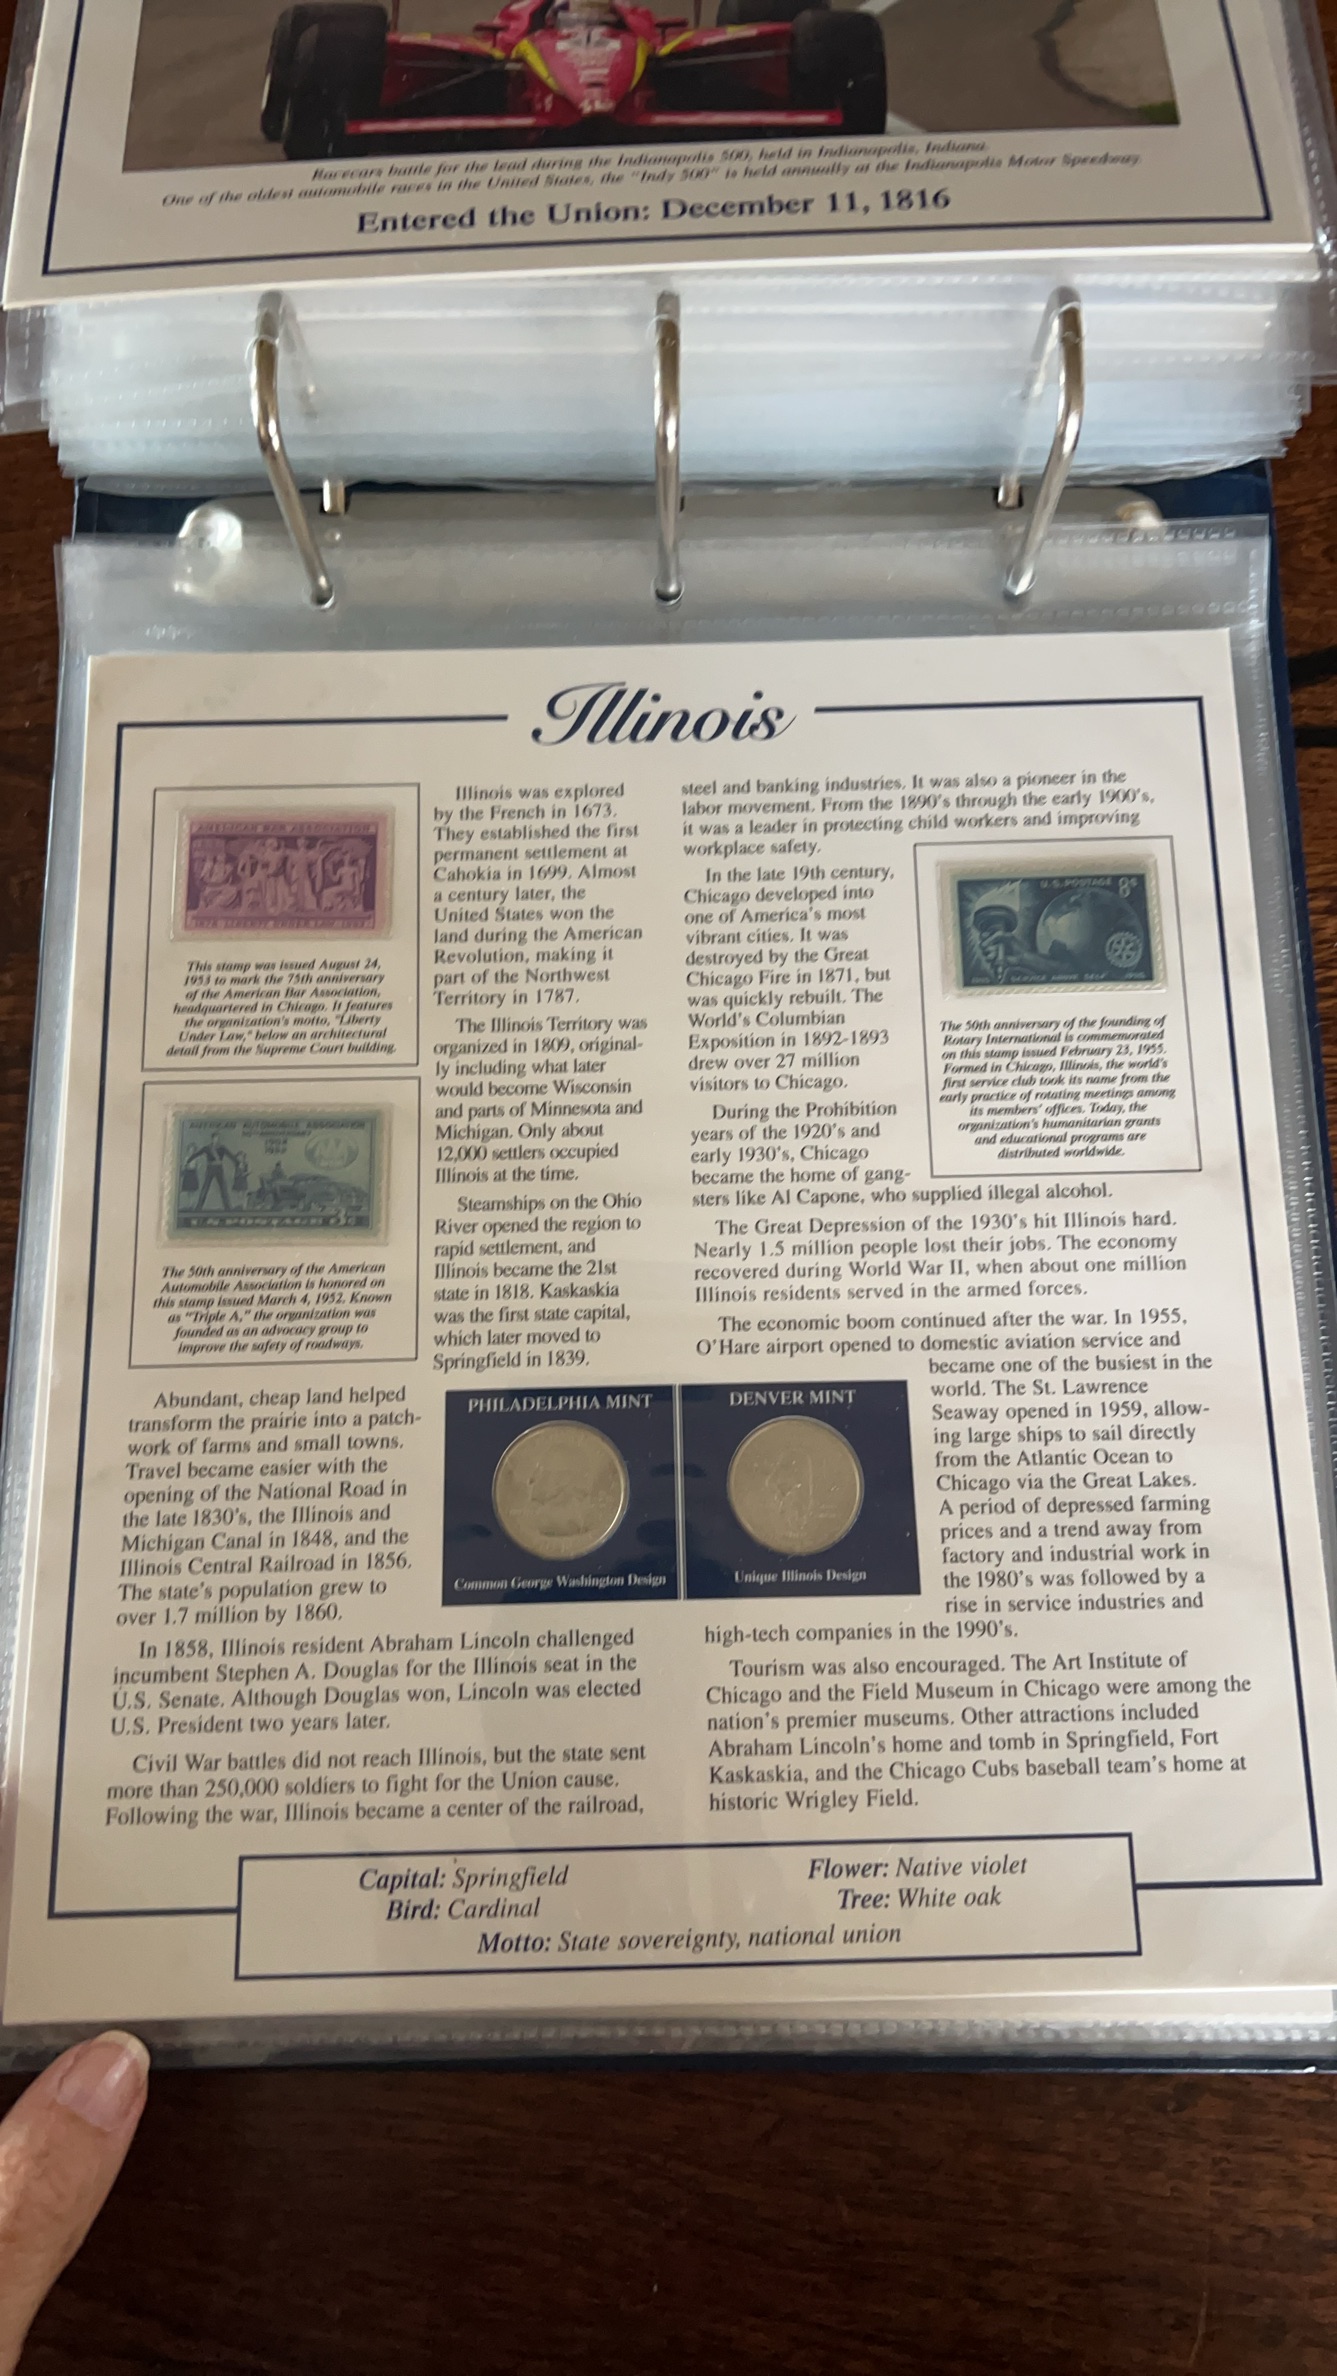 Racecars battle for the lead during the Indianapolis 500, held in Indianapolis, Indiana.
One of the oldest automobile races in the United States, the "Indy 500" is held annually at the Indianapolis Motor Speedway.
Entered the Union: December 11, 1816
Illinois
AMERICAN BAR ASSOCIATION
This stamp was issued August 24,
1953 to mark the 75th anniversary
of the American Bar Association,
headquartered in Chicago. It features
the organization's motto, "Liberty
Under Law," below an architectural
detail from the Supreme Court building.
AMERICAN AUTOMOBILE ASSOCIATION
U.S. POSTAGE 3c
The 50th anniversary of the American
Automobile Association is honored on
this stamp issued March 4, 1952. Known
as "Triple A," the organization was
founded as an advocacy group to
improve the safety of roadways.
Illinois was explored
by the French in 1673.
They established the first
permanent settlement at
Cahokia in 1699. Almost
a century later, the
United States won the
land during the American
Revolution, making it
part of the Northwest
Territory in 1787.
The Illinois Territory was
organized in 1809, original-
ly including what later
would become Wisconsin
and parts of Minnesota and
Michigan. Only about
12,000 settlers occupied
Illinois at the time.
Steamships on the Ohio
River opened the region to
rapid settlement, and
Illinois became the 21st
state in 1818. Kaskaskia
was the first state capital,
which later moved to
Springfield in 1839.
Abundant, cheap land helped
transform the prairie into a patch-
work of farms and small towns.
Travel became easier with the
opening of the National Road in
the late 1830's, the Illinois and
Michigan Canal in 1848, and the
Illinois Central Railroad in 1856.
The state's population grew to
over 1.7 million by 1860.
In 1858, Illinois resident Abraham Lincoln challenged
incumbent Stephen A. Douglas for the Illinois seat in the
U.S. Senate. Although Douglas won, Lincoln was elected
U.S. President two years later.
Civil War battles did not reach Illinois, but the state sent
more than 250,000 soldiers to fight for the Union cause.
Following the war, Illinois became a center of the railroad,
PHILADELPHIA MINT
Common George Washington Design
DENVER MINT
Unique Illinois Design
steel and banking industries. It was also a pioneer in the
labor movement. From the 1890's through the early 1900's,
it was a leader in protecting child workers and improving
workplace safety.
In the late 19th century,
Chicago developed into
one of America's most
vibrant cities. It was
destroyed by the Great
Chicago Fire in 1871, but
was quickly rebuilt. The
World's Columbian
Exposition in 1892-1893
drew over 27 million
visitors to Chicago.
During the Prohibition
years of the 1920's and
early 1930's, Chicago
became the home of gang-
sters like Al Capone, who supplied illegal alcohol.
U.S. POSTAGE 8c
The 50th anniversary of the founding of
Rotary International is commemorated
on this stamp issued February 23, 1955.
Formed in Chicago, Illinois, the world's
first service club took its name from the
early practice of rotating meetings among
its members' offices. Today, the
organization's humanitarian grants
and educational programs are
distributed worldwide.
The Great Depression of the 1930's hit Illinois hard.
Nearly 1.5 million people lost their jobs. The economy
recovered during World War II, when about one million
Illinois residents served in the armed forces.
The economic boom continued after the war. In 1955,
O'Hare airport opened to domestic aviation service and
became one of the busiest in the
world. The St. Lawrence
Seaway opened in 1959, allow-
ing large ships to sail directly
from the Atlantic Ocean to
Chicago via the Great Lakes.
A period of depressed farming
prices and a trend away from
factory and industrial work in
the 1980's was followed by a
rise in service industries and
high-tech companies in the 1990's.
Tourism was also encouraged. The Art Institute of
Chicago and the Field Museum in Chicago were among the
nation's premier museums. Other attractions included
Abraham Lincoln's home and tomb in Springfield, Fort
Kaskaskia, and the Chicago Cubs baseball team's home at
historic Wrigley Field.
Capital: Springfield
Bird: Cardinal
Flower: Native violet
Tree: White oak
Motto: State sovereignty, national union